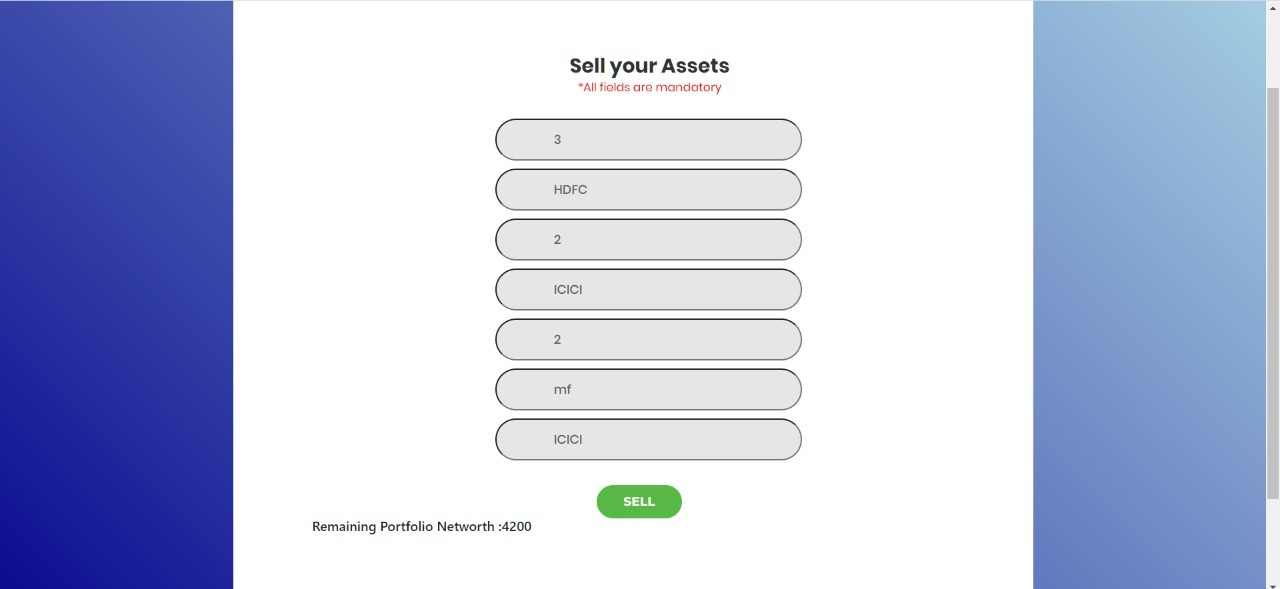 Sell your Assets
*All fields are mandatory
3
HDFC
2
ICICI
2
mf
ICICI
SELL
Remaining Portfolio Networth :4200